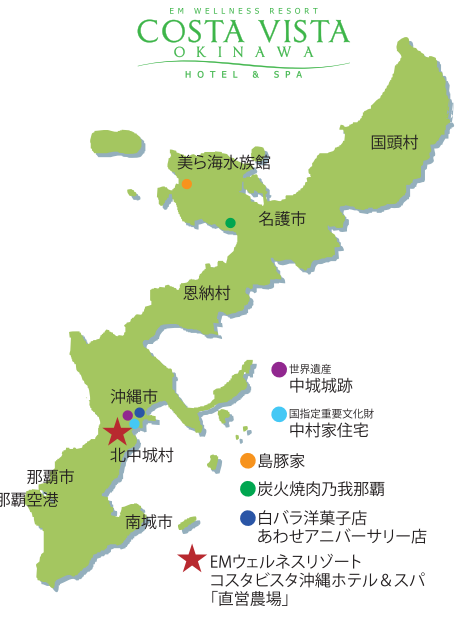 EM WELLNESS RESORT
COSTA VISTA
OKINAWA
HOTEL & SPA
国頭村
美ら海水族館
名護市
恩納村
世界遺産
中城城跡
沖縄市
国指定重要文化財
中村家住宅
北中城村
島豚家
那覇市
炭火焼肉乃我那覇
那覇空港
南城市
白バラ洋菓子店
あわせアニバーサリー店
EMウェルネスリゾート
コスタビスタ沖縄ホテル＆スパ
「直営農場」